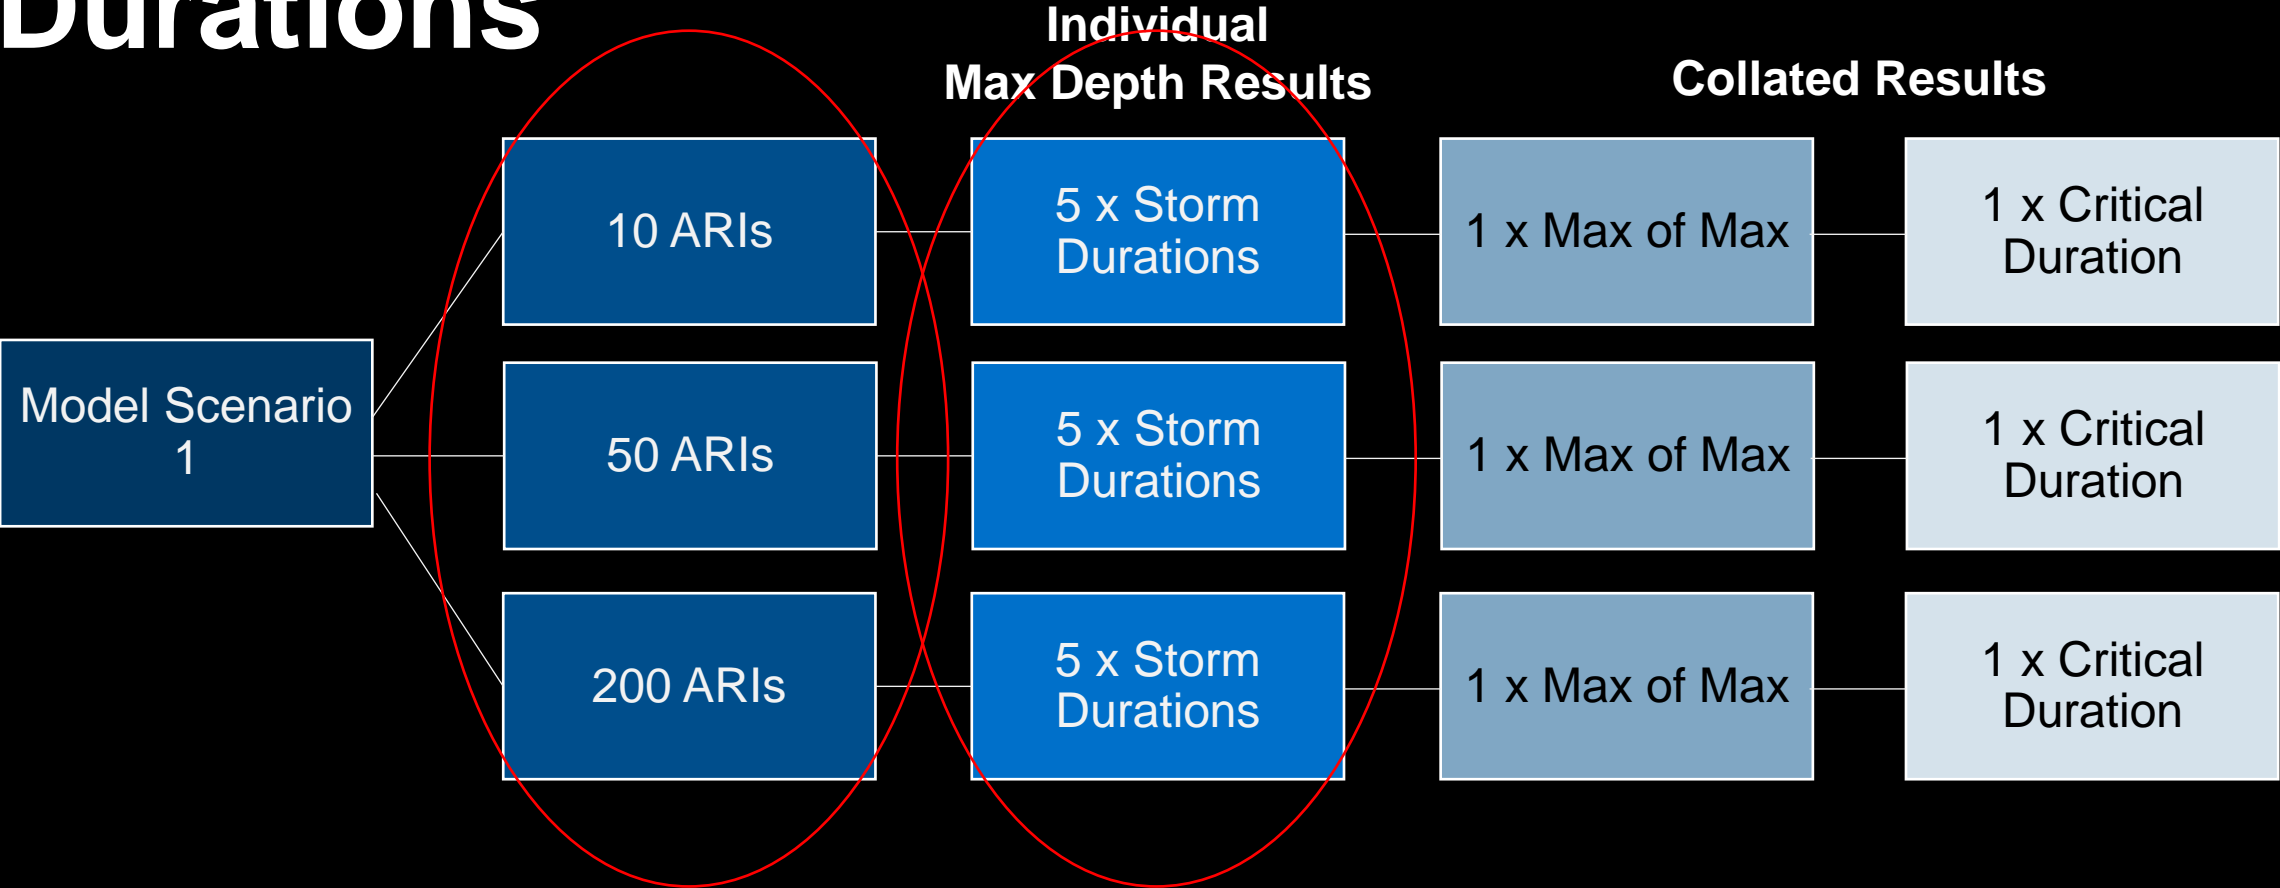 Durations
Individual
Max Depth Results
Collated Results
Model Scenario
1
10 ARIs
5 x Storm
Durations
1 x Max of Max
1 x Critical
Duration
50 ARIs
5 x Storm
Durations
1 x Max of Max
1 x Critical
Duration
200 ARIs
5 x Storm
Durations
1 x Max of Max
1 x Critical
Duration